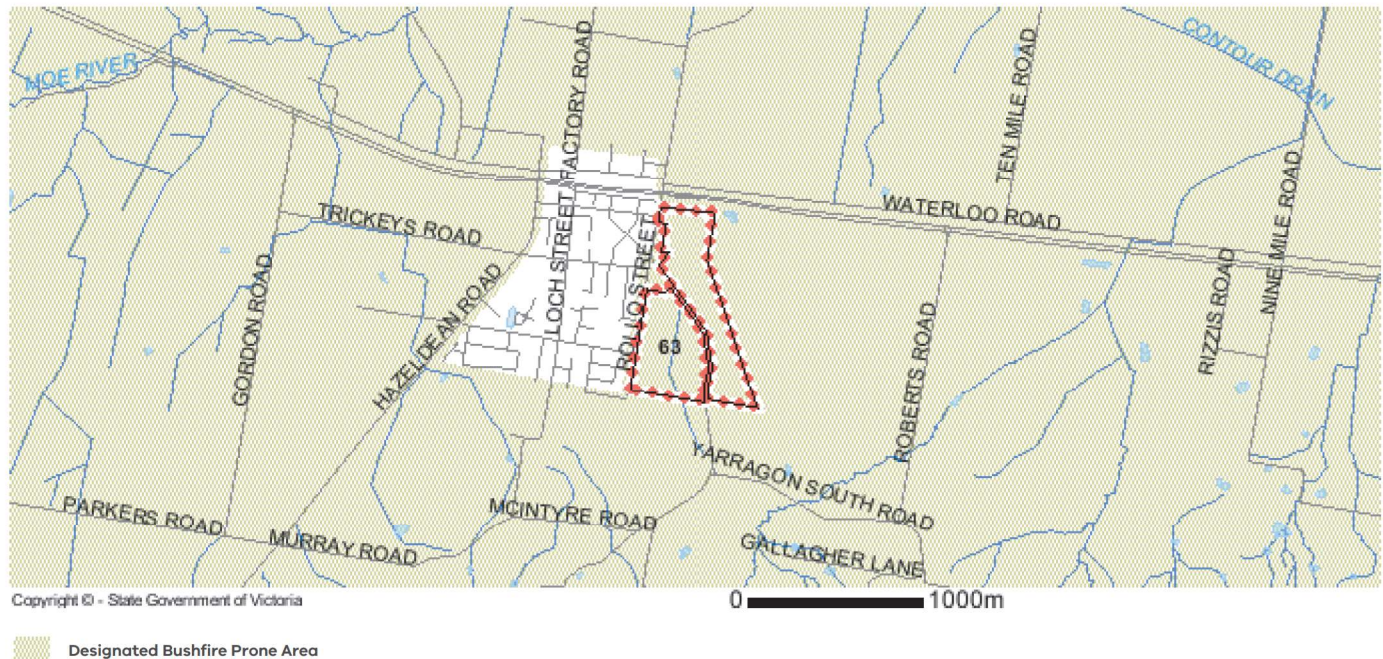 CONTOUR DRAIN
MOE RIVER
FACTORY ROAD
TEN MILE ROAD
NINE MILE ROAD
WATERLOO ROAD
TRICKEYS ROAD
LOCH STREET
ROLLO STREET
GORDON ROAD
HAZELDEAN ROAD
63
ROBERTS ROAD
RIZZIS ROAD
YARRAGON SOUTH ROAD
PARKERS ROAD
MURRAY ROAD
MCINTYRE ROAD
GALLAGHER LANE
Copyright © - State Government of Victoria
0 1000m
Designated Bushfire Prone Area